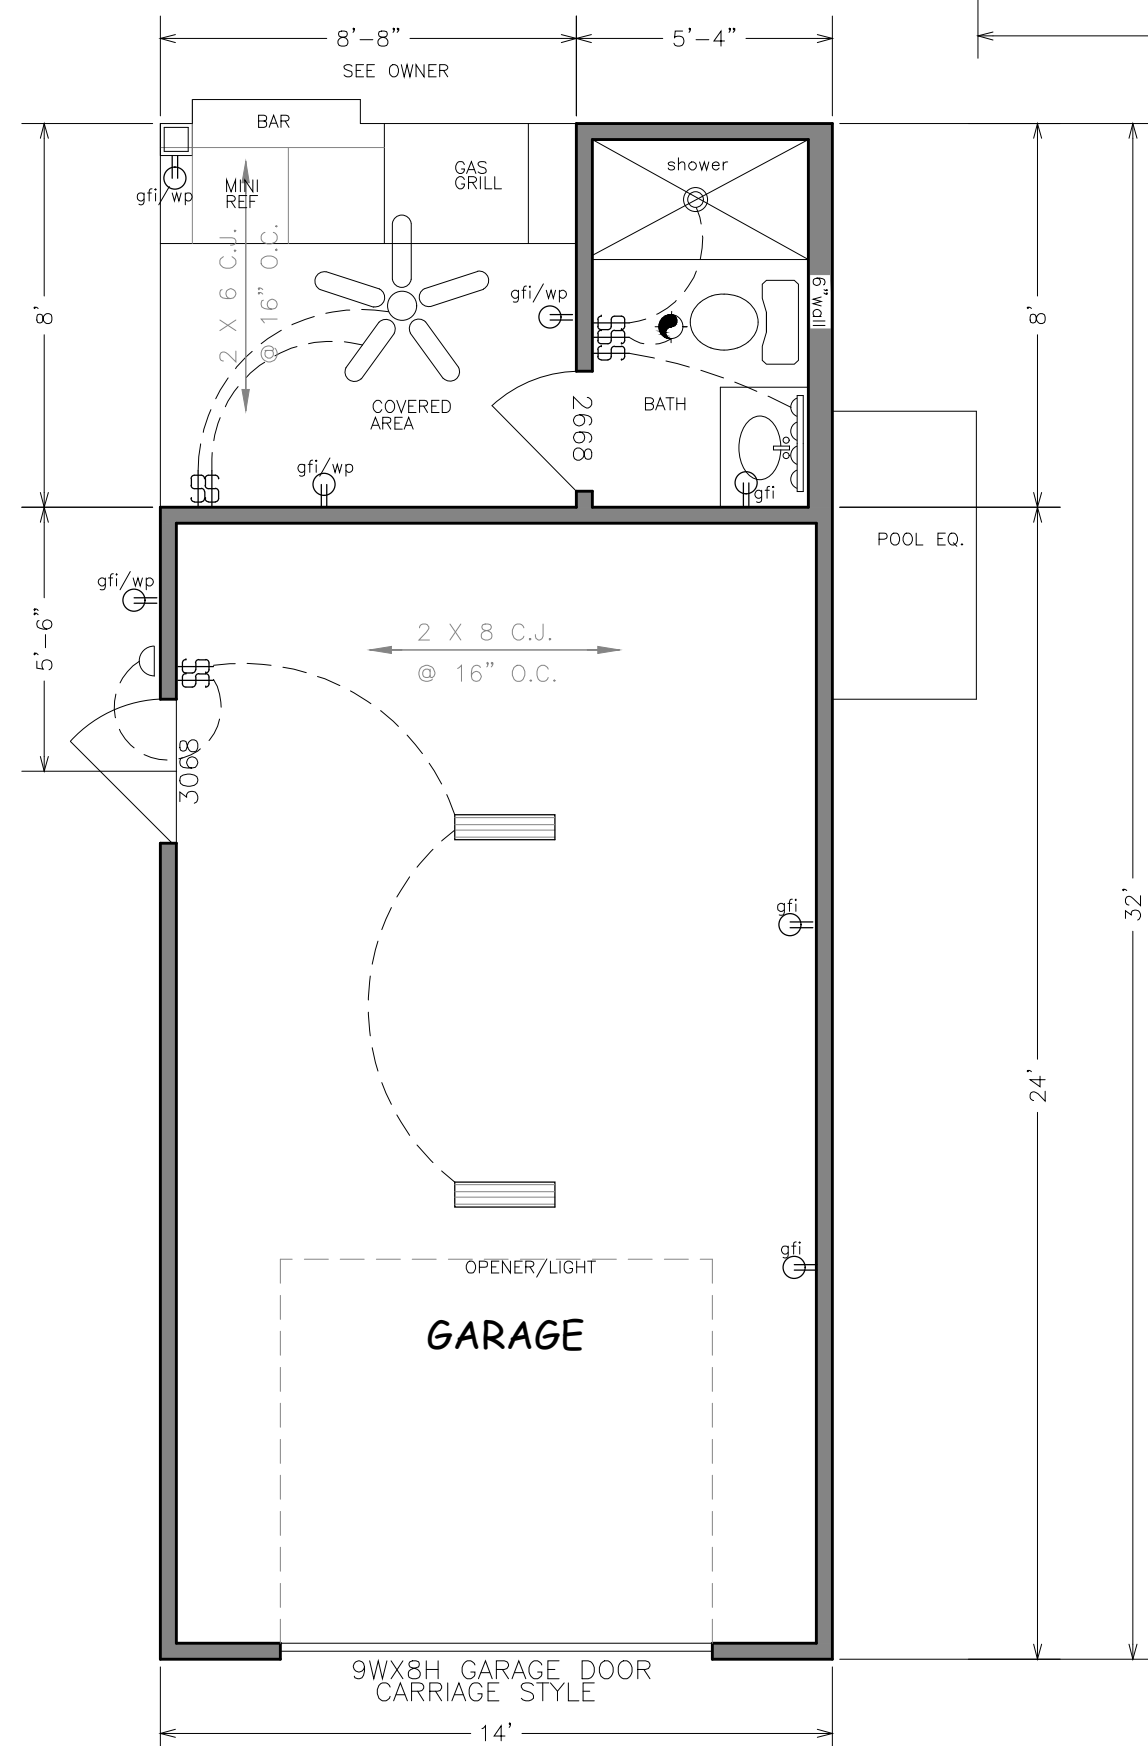 8'-8"
5'-4"
SEE OWNER
BAR
GAS
GRILL
MINI
REF
gfi/wp
shower
2 X 6 C.J.
@ 16" O.C.
gfi/wp
6"wall
8'
8'
COVERED
AREA
2668
BATH
gfi/wp
gfi
POOL EQ.
gfi/wp
5'-6"
2 X 8 C.J.
@ 16" O.C.
3068
gfi
32'
24'
gfi
OPENER/LIGHT
GARAGE
9WX8H GARAGE DOOR
CARRIAGE STYLE
14'